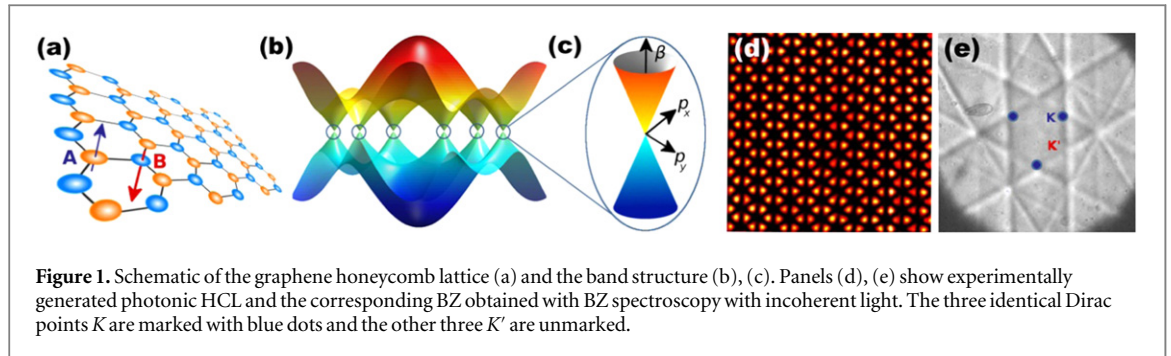 (a)
(b)
(c)
(d)
(e)
A
B
β
pₓ
p_y
K
K'
Figure 1. Schematic of the graphene honeycomb lattice (a) and the band structure (b), (c). Panels (d), (e) show experimentally
generated photonic HCL and the corresponding BZ obtained with BZ spectroscopy with incoherent light. The three identical Dirac
points K are marked with blue dots and the other three K′ are unmarked.